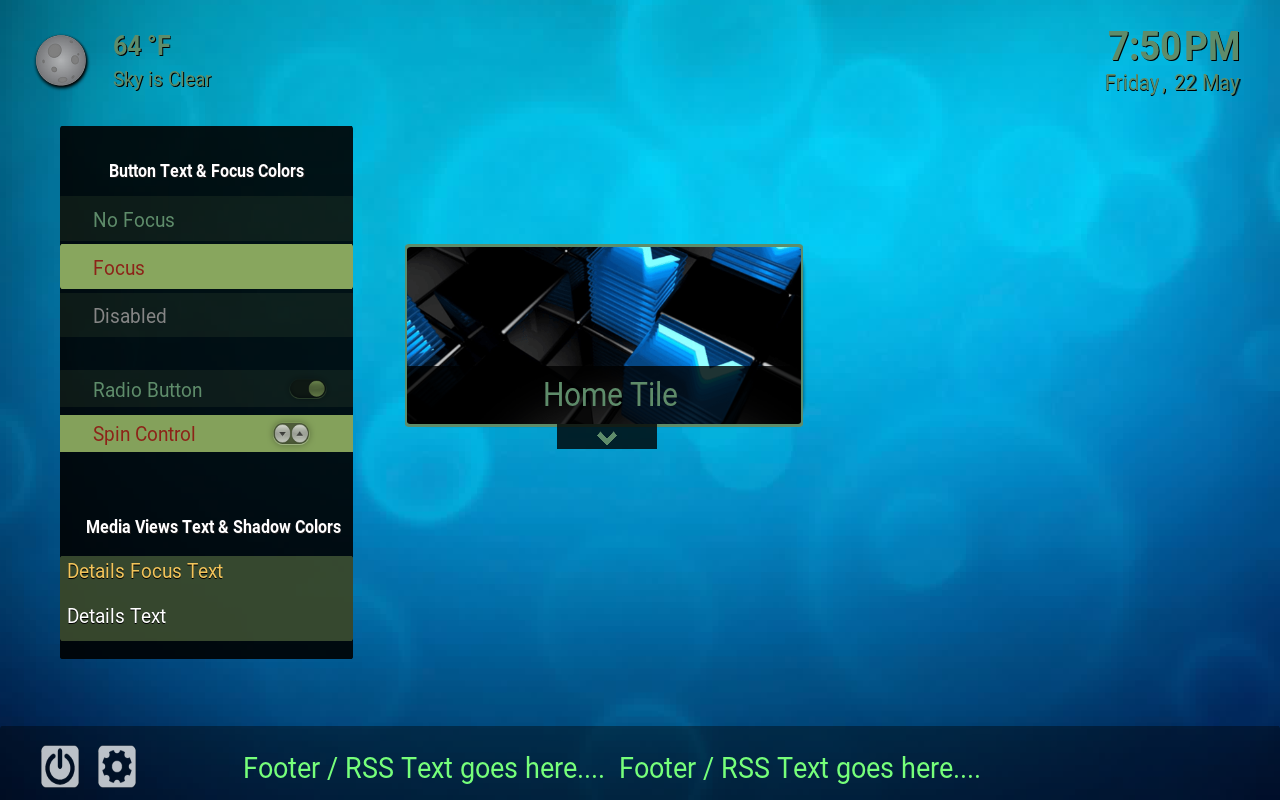 64 °F
Sky is Clear
7:50 PM
Friday, 22 May
Button Text & Focus Colors
No Focus
Focus
Disabled
Radio Button
Spin Control
Home Tile
Media Views Text & Shadow Colors
Details Focus Text
Details Text
Footer / RSS Text goes here.... Footer / RSS Text goes here....